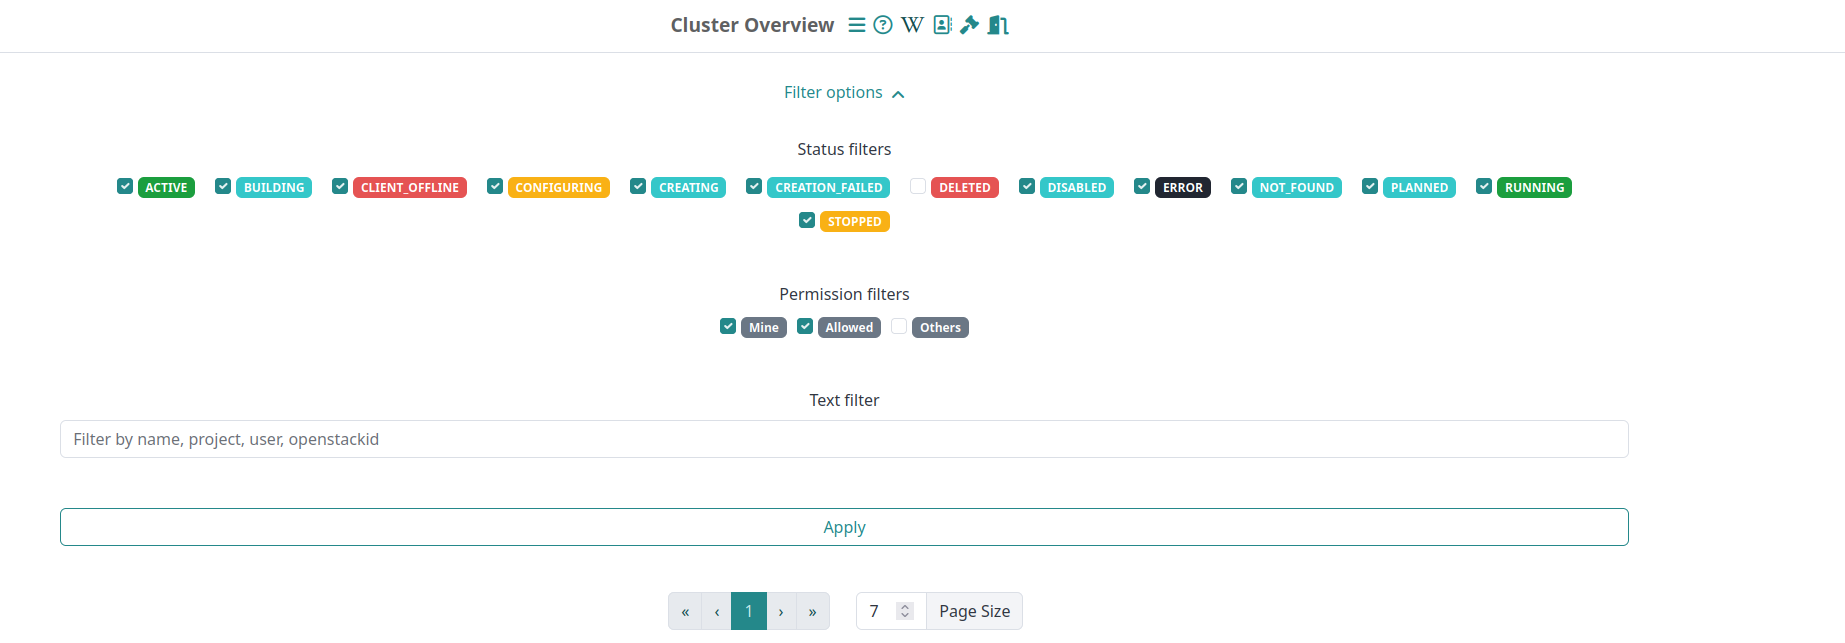 Cluster Overview
Filter options
Status filters
ACTIVE BUILDING CLIENT_OFFLINE CONFIGURING CREATING CREATION_FAILED DELETED DISABLED ERROR NOT_FOUND PLANNED RUNNING
STOPPED
Permission filters
Mine Allowed Others
Text filter
Filter by name, project, user, openstackid
Apply
« ‹ 1 › » 7 Page Size